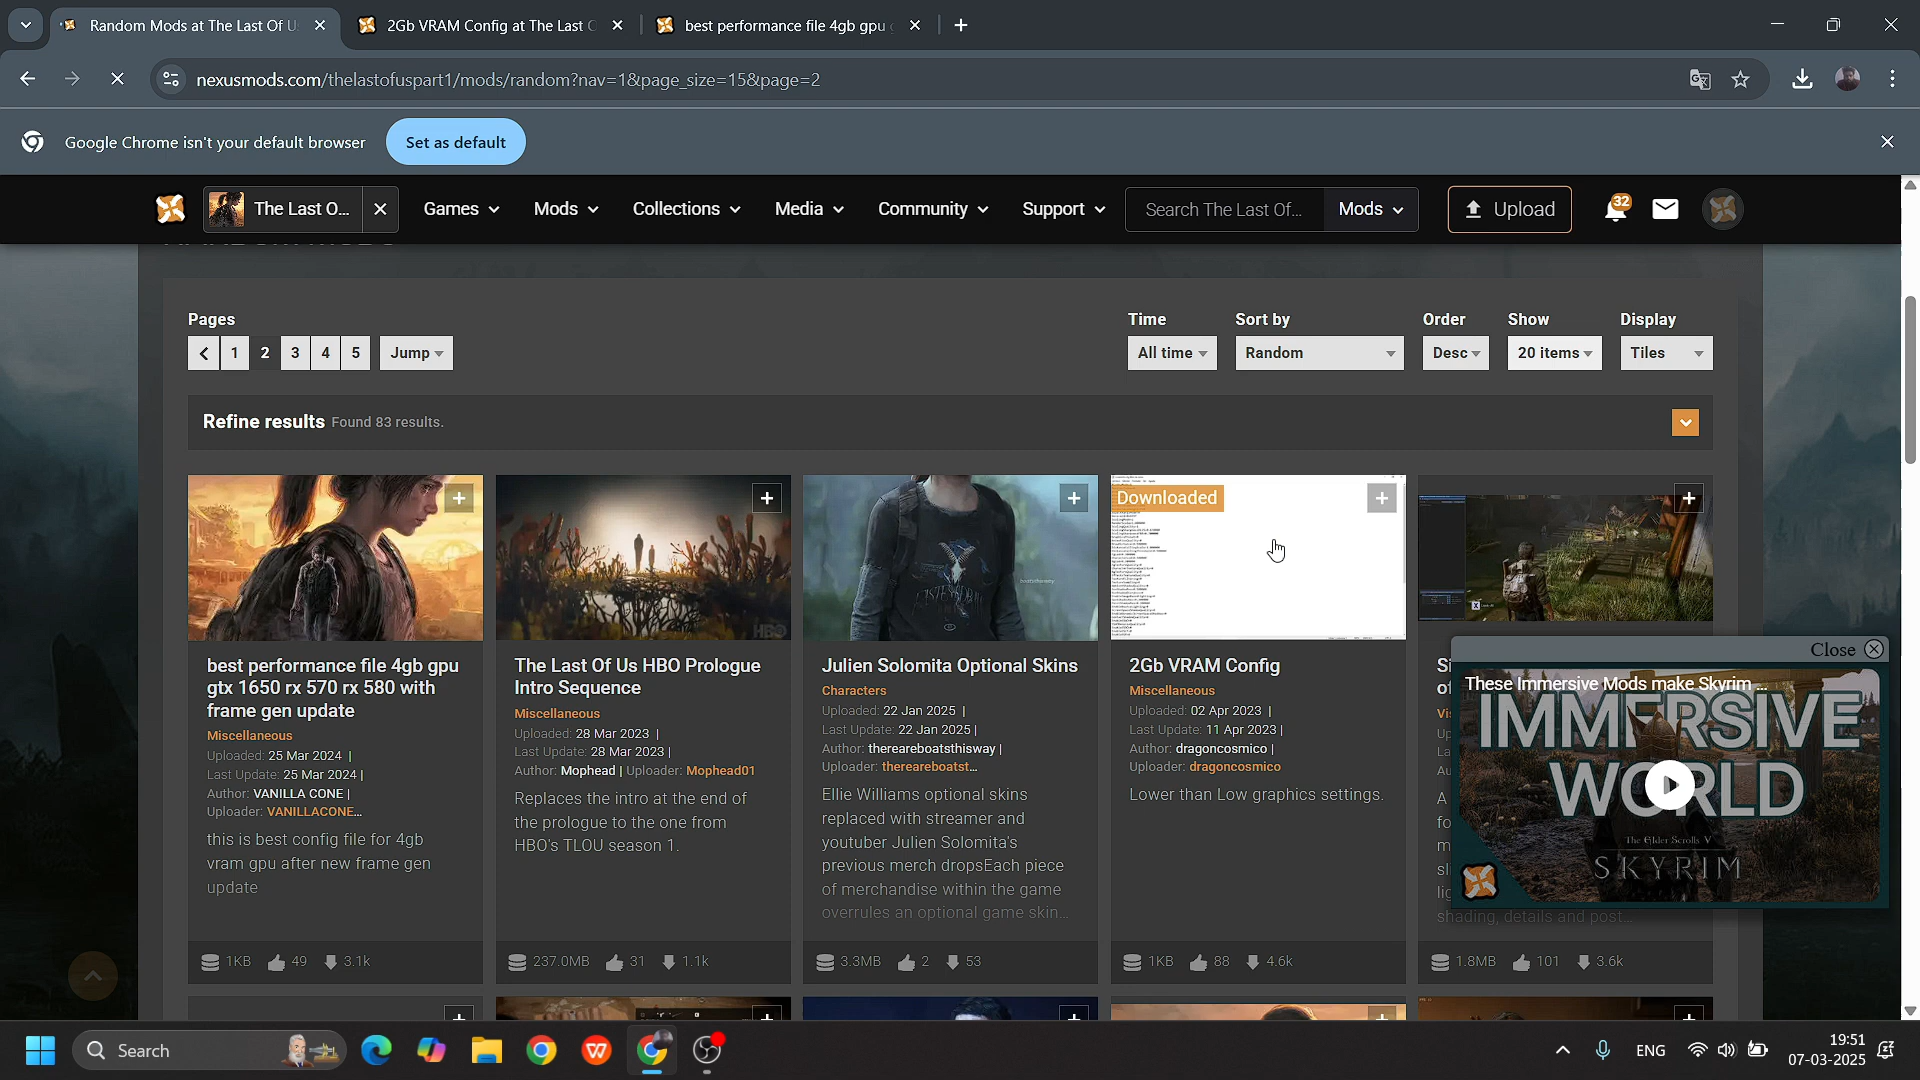 Random Mods at The Last Of U
2Gb VRAM Config at The Last O
best performance file 4gb gpu
nexusmods.com/thelastofuspart1/mods/random?nav=1&page_size=15&page=2
Google Chrome isn't your default browser
Set as default
The Last O...
Games
Mods
Collections
Media
Community
Support
Search The Last Of...
Mods
Upload
32
Pages
1
2
3
4
5
Jump
Time
All time
Sort by
Random
Order
Desc
Show
20 items
Display
Tiles
Refine results Found 83 results.
best performance file 4gb gpu
gtx 1650 rx 570 rx 580 with
frame gen update
Miscellaneous
Uploaded: 25 Mar 2024 |
Last Update: 25 Mar 2024 |
Author: VANILLA CONE |
Uploader: VANILLACONE...
this is best config file for 4gb
vram gpu after new frame gen
update
1KB 49 3.1k
HBO
The Last Of Us HBO Prologue
Intro Sequence
Miscellaneous
Uploaded: 28 Mar 2023 |
Last Update: 28 Mar 2023 |
Author: Mophead | Uploader: Mophead01
Replaces the intro at the end of
the prologue to the one from
HBO's TLOU season 1.
237.0MB 31 1.1k
Julien Solomita Optional Skins
Characters
Uploaded: 22 Jan 2025 |
Last Update: 22 Jan 2025 |
Author: thereareboatsthisway |
Uploader: thereareboatst...
Ellie Williams optional skins
replaced with streamer and
youtuber Julien Solomita's
previous merch dropsEach piece
of merchandise within the game
overrules an optional game skin...
3.3MB 2 53
Downloaded
2Gb VRAM Config
Miscellaneous
Uploaded: 02 Apr 2023 |
Last Update: 11 Apr 2023 |
Author: dragoncosmico |
Uploader: dragoncosmico
Lower than Low graphics settings.
1KB 88 4.6k
shading, details and post...
1.8MB 101 3.6k
Close
These Immersive Mods make Skyrim ...
IMMERSIVE
WORLD
The Elder Scrolls V
SKYRIM
Search
ENG
19:51
07-03-2025